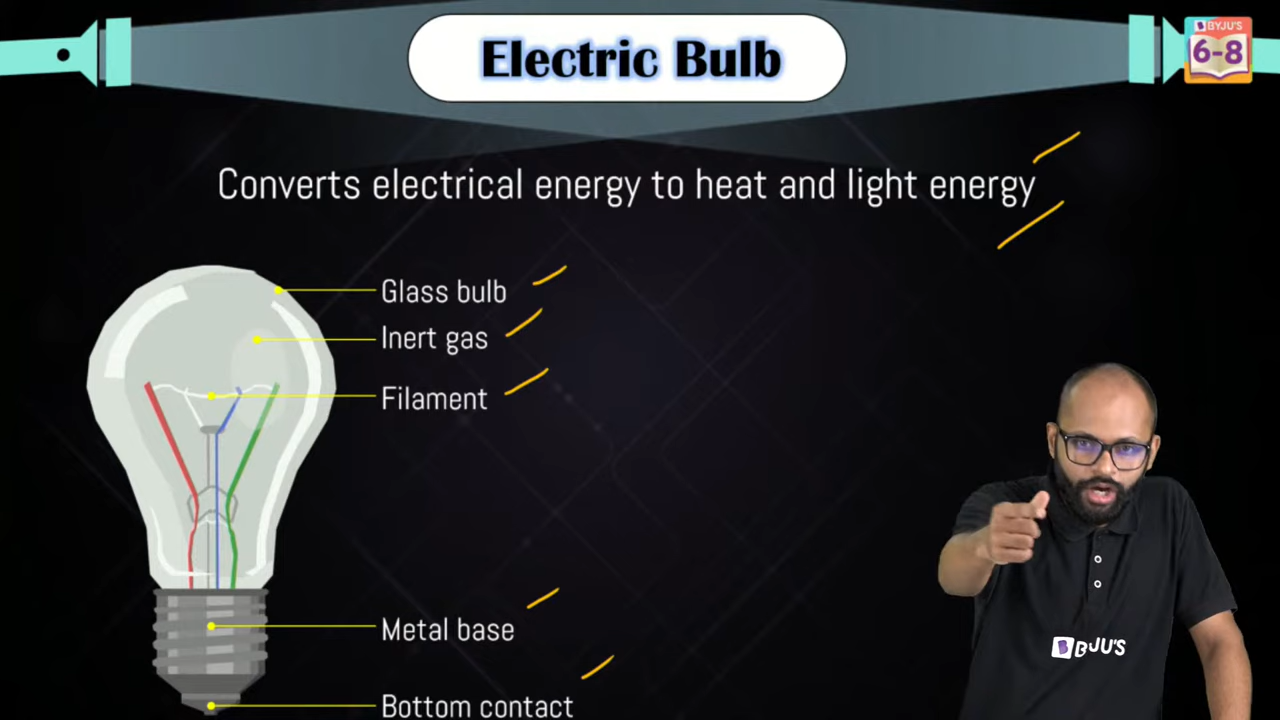 Electric Bulb
BYJU'S
6-8
Converts electrical energy to heat and light energy
Glass bulb
Inert gas
Filament
Metal base
Bottom contact
BYJU'S